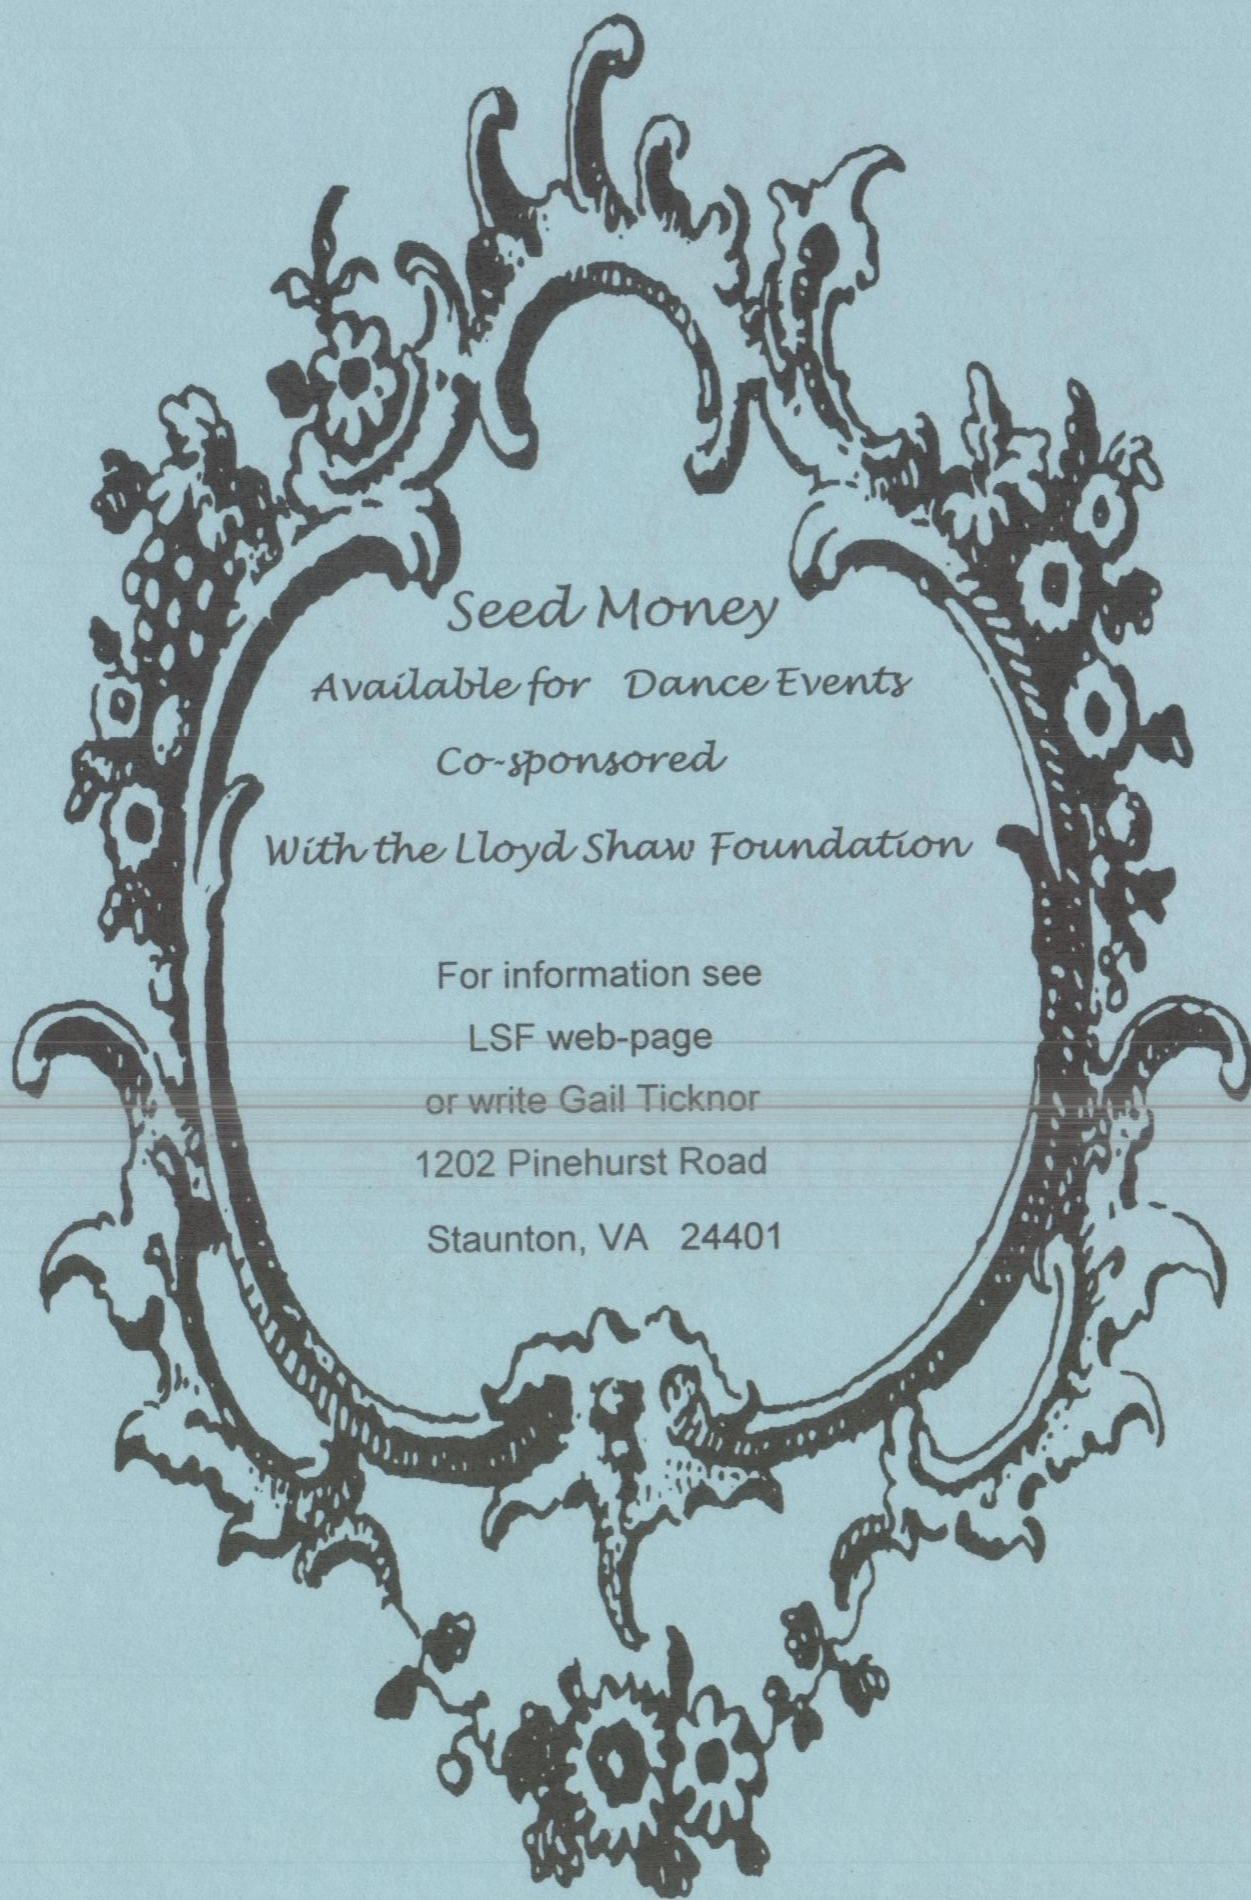 Seed Money
Available for Dance Events
Co-sponsored
With the Lloyd Shaw Foundation
For information see
LSF web-page
or write Gail Ticknor
1202 Pinehurst Road
Staunton, VA 24401